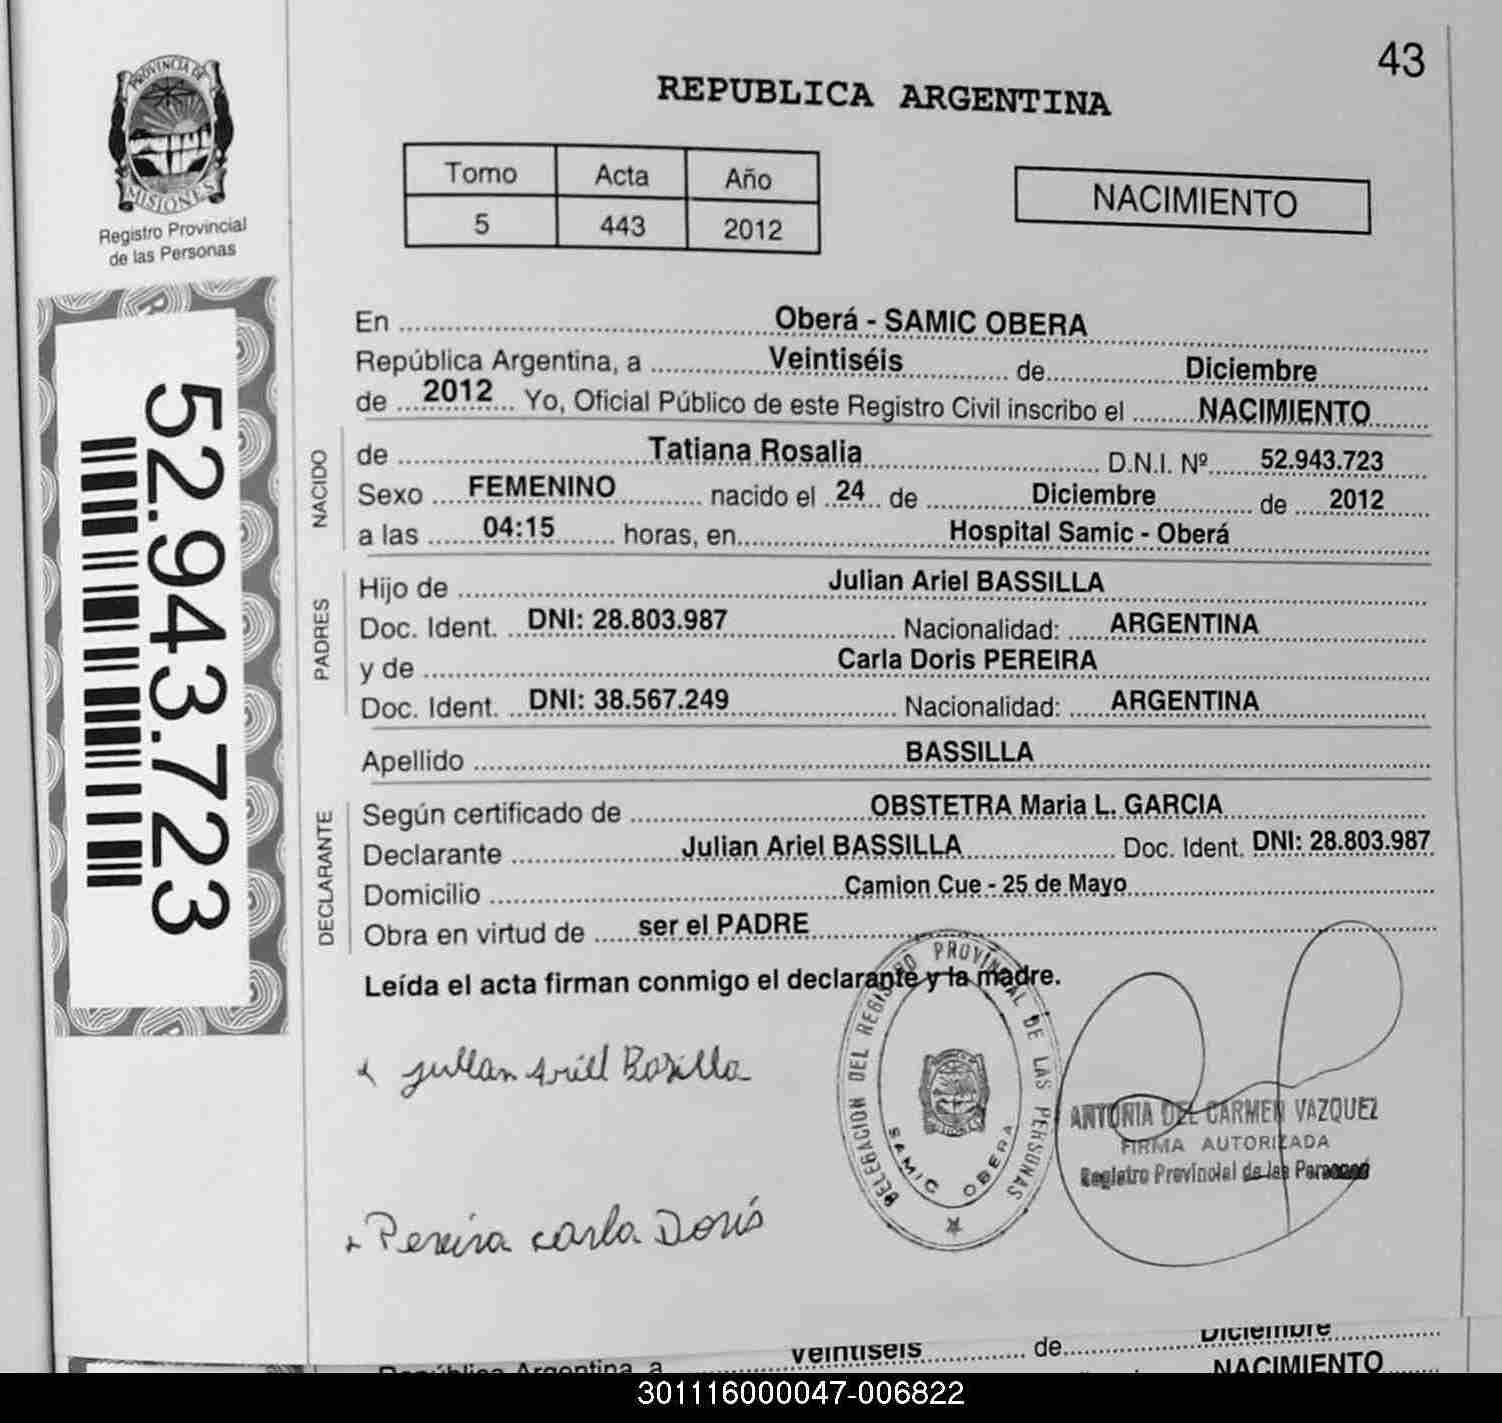 43
PROVINCIA DE
MISIONES
Registro Provincial
de las Personas
REPUBLICA ARGENTINA
Tomo Acta Año
5 443 2012
NACIMIENTO
52.943.723
En Oberá - SAMIC OBERA
República Argentina, a Veintiséis de Diciembre
de 2012 Yo, Oficial Público de este Registro Civil inscribo el NACIMIENTO
NACIDO
de Tatiana Rosalia D.N.I. Nº 52.943.723
Sexo FEMENINO nacido el 24 de Diciembre de 2012
a las 04:15 horas, en Hospital Samic - Oberá
PADRES
Hijo de Julian Ariel BASSILLA
Doc. Ident. DNI: 28.803.987 Nacionalidad: ARGENTINA
y de Carla Doris PEREIRA
Doc. Ident. DNI: 38.567.249 Nacionalidad: ARGENTINA
Apellido BASSILLA
DECLARANTE
Según certificado de OBSTETRA Maria L. GARCIA
Declarante Julian Ariel BASSILLA Doc. Ident. DNI: 28.803.987
Domicilio Camion Cue - 25 de Mayo
Obra en virtud de ser el PADRE
Leída el acta firman conmigo el declarante y la madre.
Pereira carla Doris
DELEGACION DEL REGISTRO PROVINCIAL DE LAS PERSONAS
SAMIC OBERA
ANTONIA DEL CARMEN VAZQUEZ
FIRMA AUTORIZADA
Registro Provincial de las Personas
Veintiséis de Diciembre
República Argentina, a NACIMIENTO
301116000047-006822